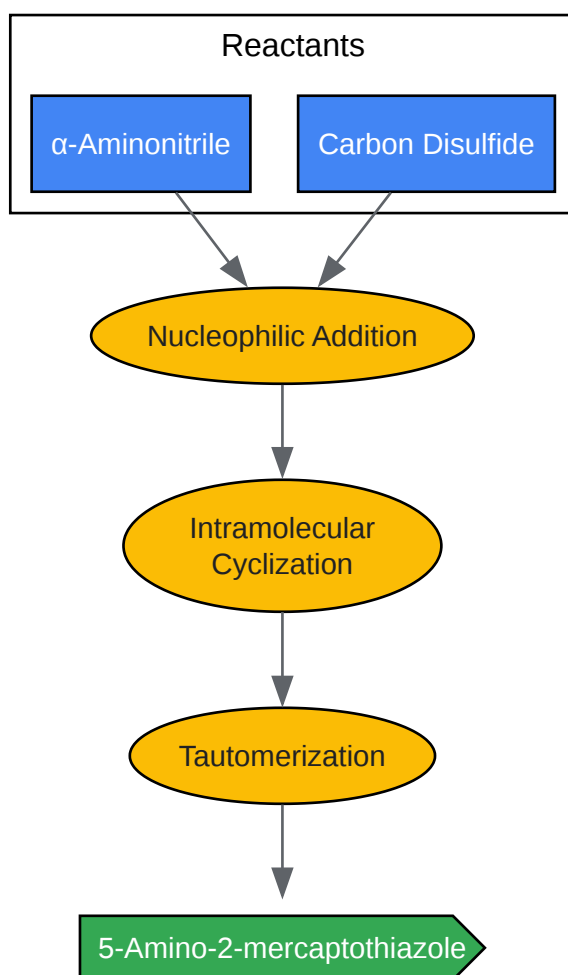 Reactants
α-Aminonitrile
Carbon Disulfide
Nucleophilic Addition
Intramolecular
Cyclization
Tautomerization
5-Amino-2-mercaptothiazole